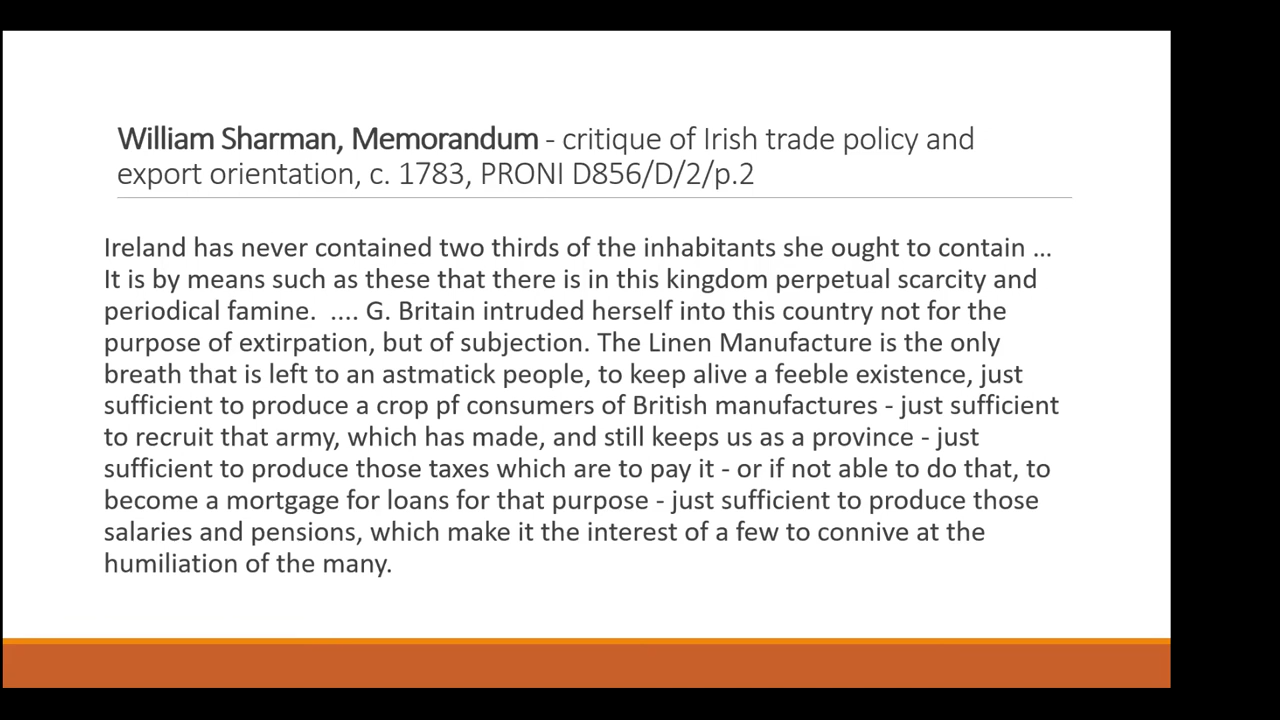 William Sharman, Memorandum - critique of Irish trade policy and
export orientation, c. 1783, PRONI D856/D/2/p.2
Ireland has never contained two thirds of the inhabitants she ought to contain ...
It is by means such as these that there is in this kingdom perpetual scarcity and
periodical famine.  .... G. Britain intruded herself into this country not for the
purpose of extirpation, but of subjection. The Linen Manufacture is the only
breath that is left to an astmatick people, to keep alive a feeble existence, just
sufficient to produce a crop pf consumers of British manufactures - just sufficient
to recruit that army, which has made, and still keeps us as a province - just
sufficient to produce those taxes which are to pay it - or if not able to do that, to
become a mortgage for loans for that purpose - just sufficient to produce those
salaries and pensions, which make it the interest of a few to connive at the
humiliation of the many.